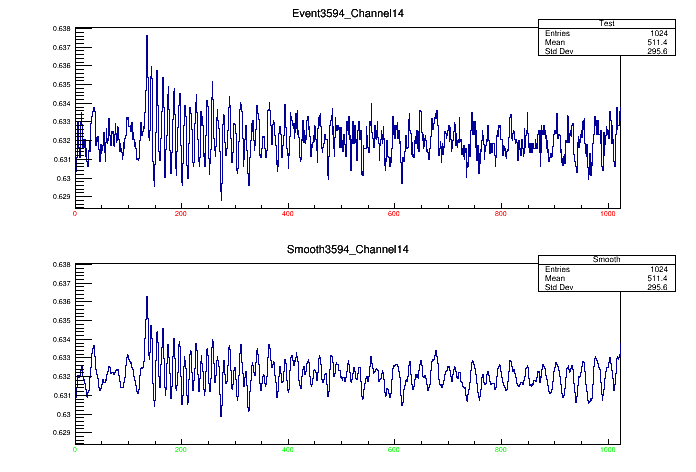 Event3594_Channel14
Test
Entries 1024
Mean 511.4
Std Dev 295.6
0.638
0.637
0.636
0.635
0.634
0.633
0.632
0.631
0.63
0.629
0 200 400 600 800 1000
Smooth3594_Channel14
Smooth
Entries 1024
Mean 511.4
Std Dev 295.6
0.638
0.637
0.636
0.635
0.634
0.633
0.632
0.631
0.63
0.629
0 200 400 600 800 1000